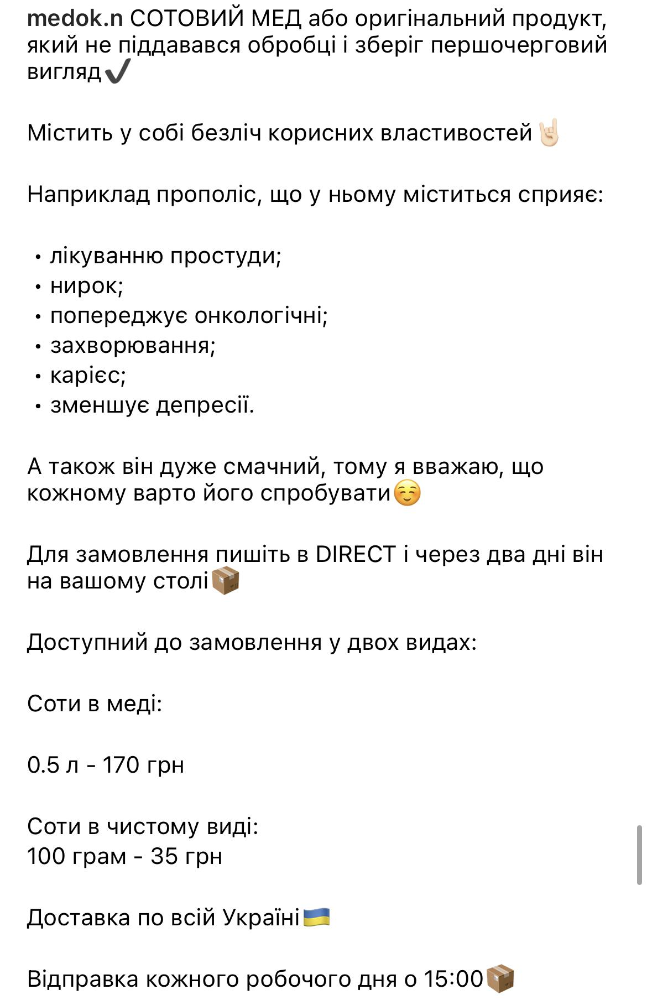 medok.n СОТОВИЙ МЕД або оригінальний продукт,
який не піддавався обробці і зберіг першочерговий
вигляд✔️
Містить у собі безліч корисних властивостей🤘🏻
Наприклад прополіс, що у ньому міститься сприяє:
• лікуванню простуди;
• нирок;
• попереджує онкологічні;
• захворювання;
• карієс;
• зменшує депресії.
А також він дуже смачний, тому я вважаю, що
кожному варто його спробувати☺️
Для замовлення пишіть в DIRECT і через два дні він
на вашому столі📦
Доступний до замовлення у двох видах:
Соти в меді:
0.5 л - 170 грн
Соти в чистому виді:
100 грам - 35 грн
Доставка по всій Україні🇺🇦
Відправка кожного робочого дня о 15:00📦